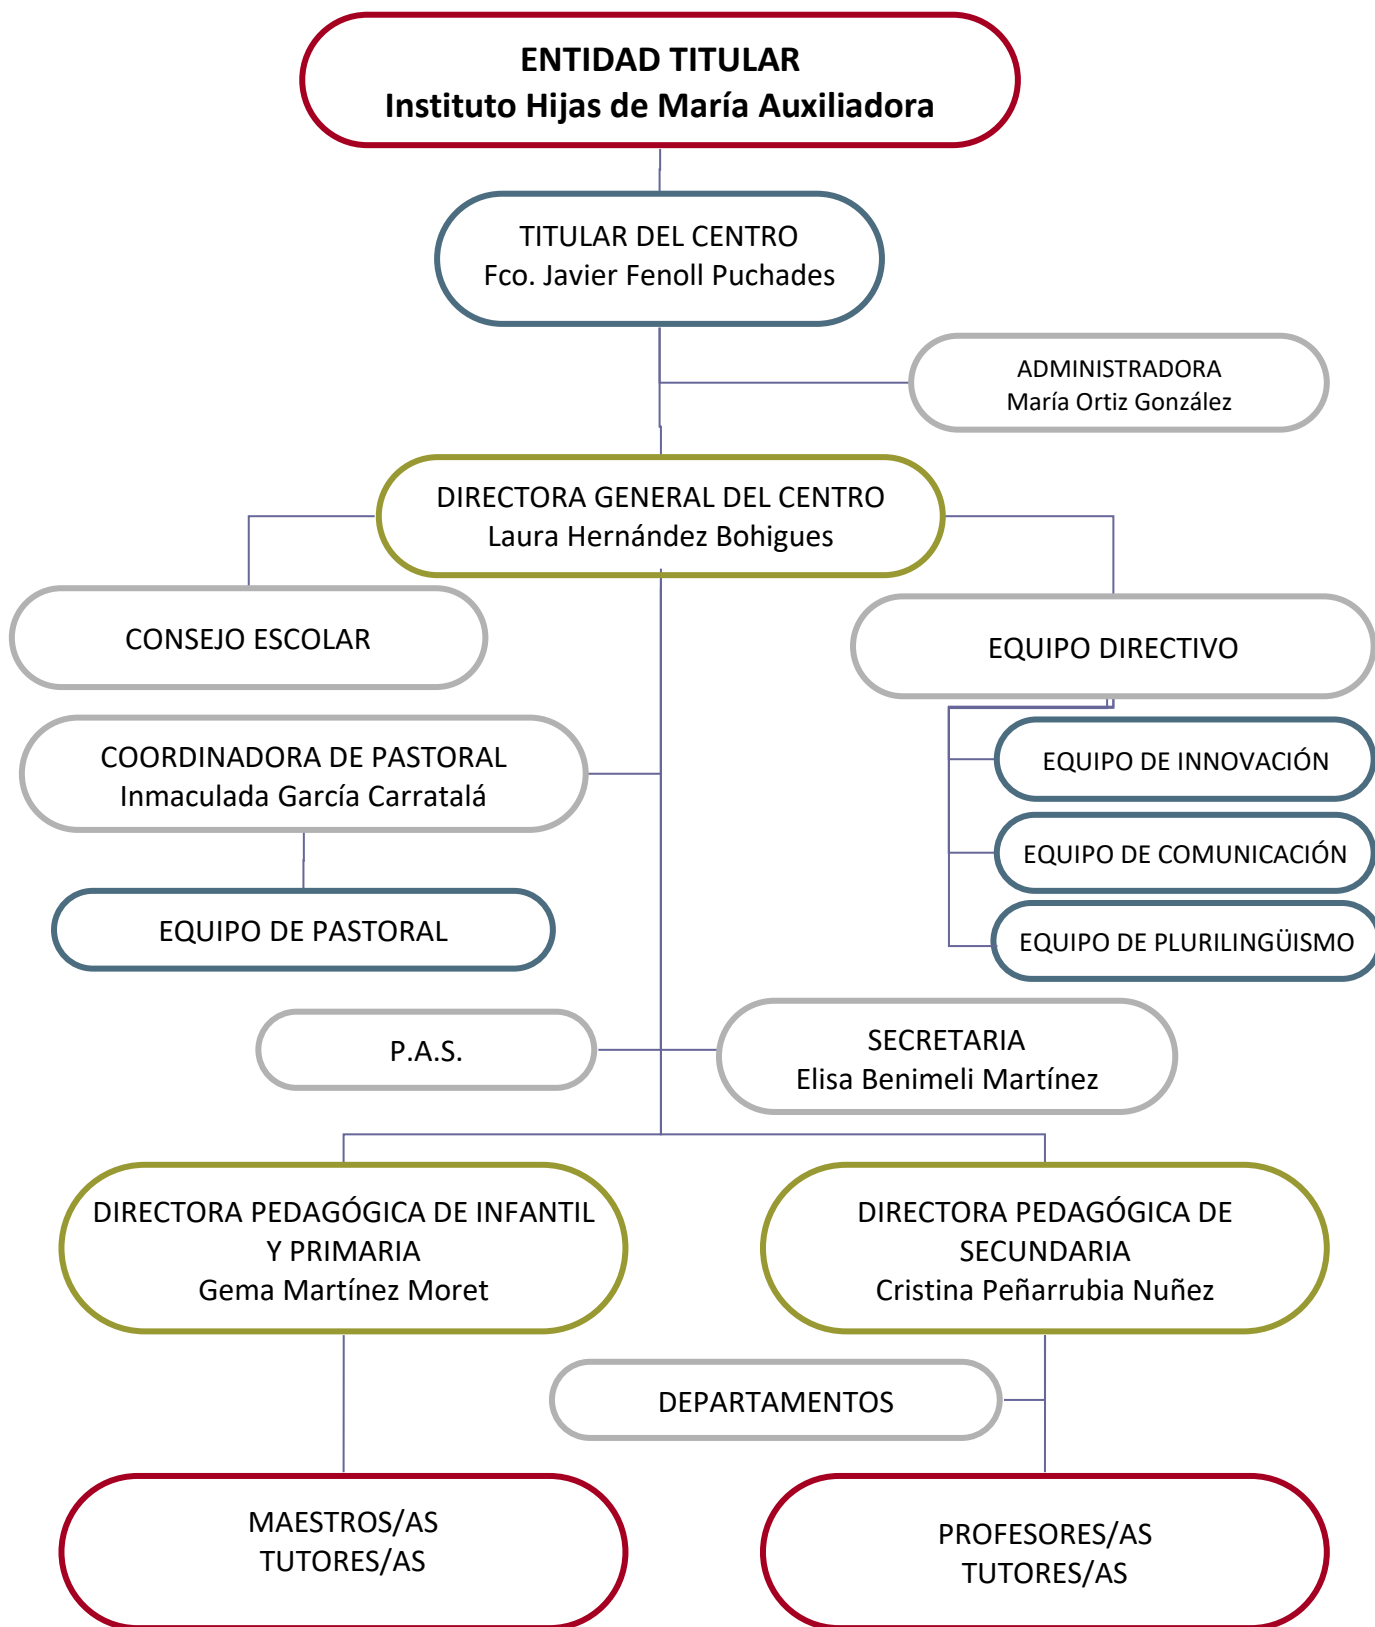 ENTIDAD TITULAR
Instituto Hijas de María Auxiliadora
TITULAR DEL CENTRO
Fco. Javier Fenoll Puchades
ADMINISTRADORA
María Ortiz González
DIRECTORA GENERAL DEL CENTRO
Laura Hernández Bohigues
CONSEJO ESCOLAR
EQUIPO DIRECTIVO
COORDINADORA DE PASTORAL
Inmaculada García Carratalá
EQUIPO DE INNOVACIÓN
EQUIPO DE COMUNICACIÓN
EQUIPO DE PASTORAL
EQUIPO DE PLURILINGÜISMO
P.A.S.
SECRETARIA
Elisa Benimeli Martínez
DIRECTORA PEDAGÓGICA DE INFANTIL
Y PRIMARIA
Gema Martínez Moret
DIRECTORA PEDAGÓGICA DE
SECUNDARIA
Cristina Peñarrubia Nuñez
DEPARTAMENTOS
MAESTROS/AS
TUTORES/AS
PROFESORES/AS
TUTORES/AS